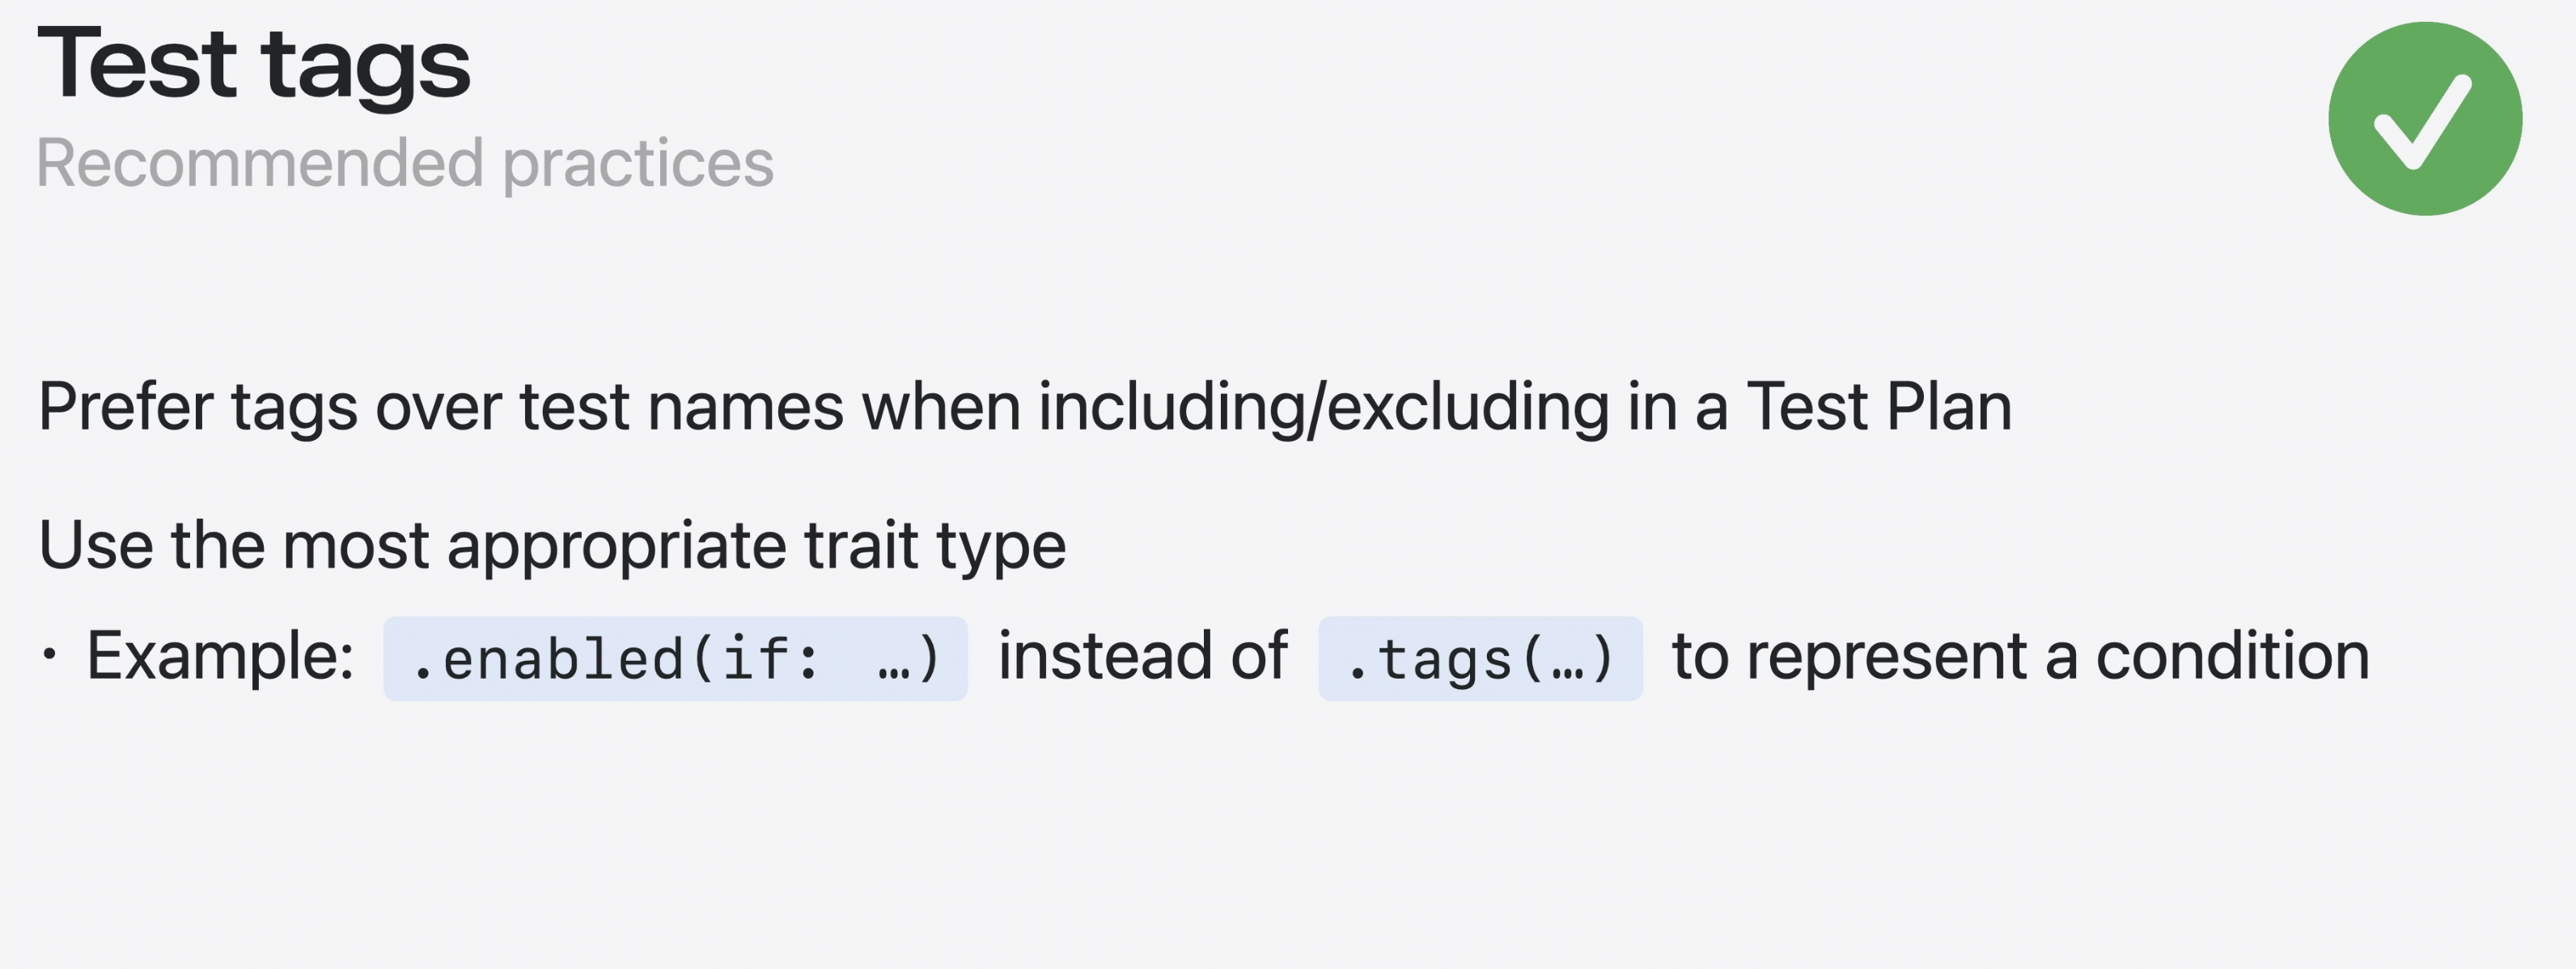 Test tags
Recommended practices
Prefer tags over test names when including/excluding in a Test Plan
Use the most appropriate trait type
• Example: .enabled(if: …) instead of .tags(…) to represent a condition